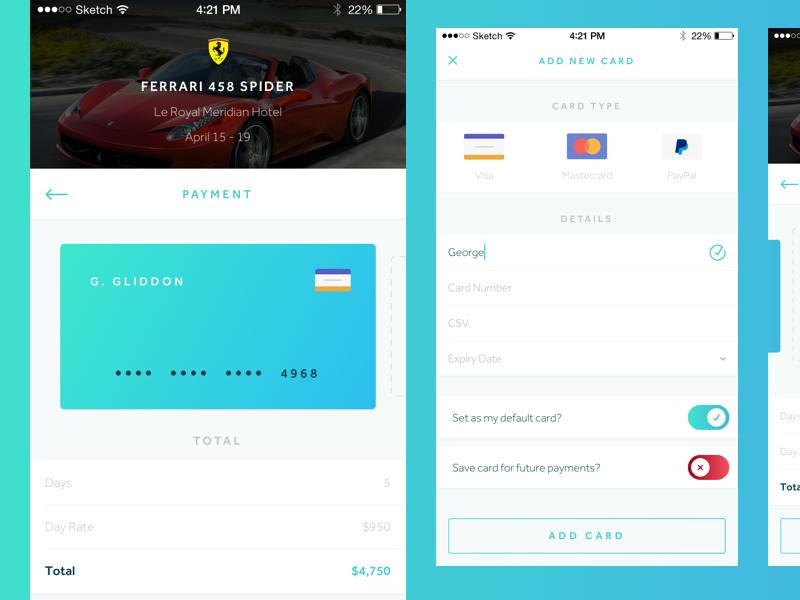 Sketch 4:21 PM 22%
FERRARI 458 SPIDER
Le Royal Meridian Hotel
April 15 - 19
PAYMENT
G. GLIDDON
•••• •••• •••• 4968
TOTAL
Days 5
Day Rate $950
Total $4,750
Sketch 4:21 PM 22%
ADD NEW CARD
CARD TYPE
Visa Mastercard PayPal
DETAILS
George
Card Number
CSV
Expiry Date
Set as my default card?
Save card for future payments?
ADD CARD
Days
Day
Tota